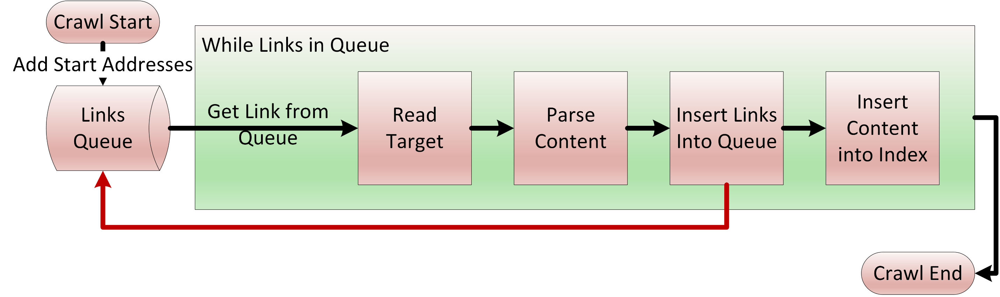 Crawl Start
Add Start Addresses
Links
Queue
While Links in Queue
Get Link from
Queue
Read
Target
Parse
Content
Insert Links
Into Queue
Insert
Content
into Index
Crawl End